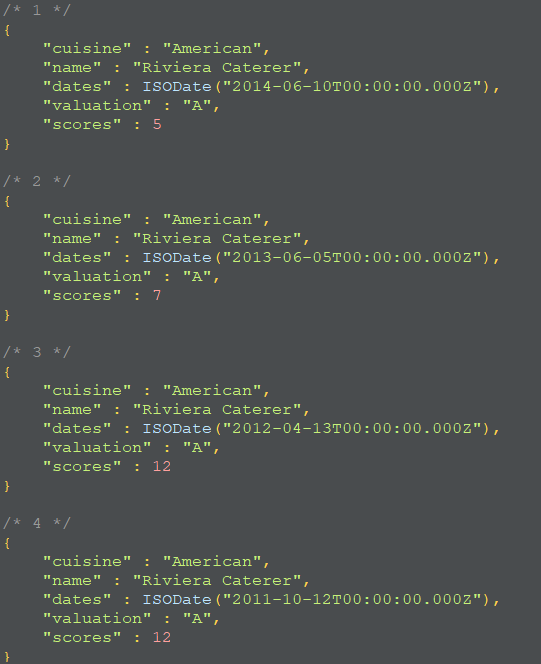 /* 1 */
{
    "cuisine" : "American",
    "name" : "Riviera Caterer",
    "dates" : ISODate("2014-06-10T00:00:00.000Z"),
    "valuation" : "A",
    "scores" : 5
}
/* 2 */
{
    "cuisine" : "American",
    "name" : "Riviera Caterer",
    "dates" : ISODate("2013-06-05T00:00:00.000Z"),
    "valuation" : "A",
    "scores" : 7
}
/* 3 */
{
    "cuisine" : "American",
    "name" : "Riviera Caterer",
    "dates" : ISODate("2012-04-13T00:00:00.000Z"),
    "valuation" : "A",
    "scores" : 12
}
/* 4 */
{
    "cuisine" : "American",
    "name" : "Riviera Caterer",
    "dates" : ISODate("2011-10-12T00:00:00.000Z"),
    "valuation" : "A",
    "scores" : 12
}